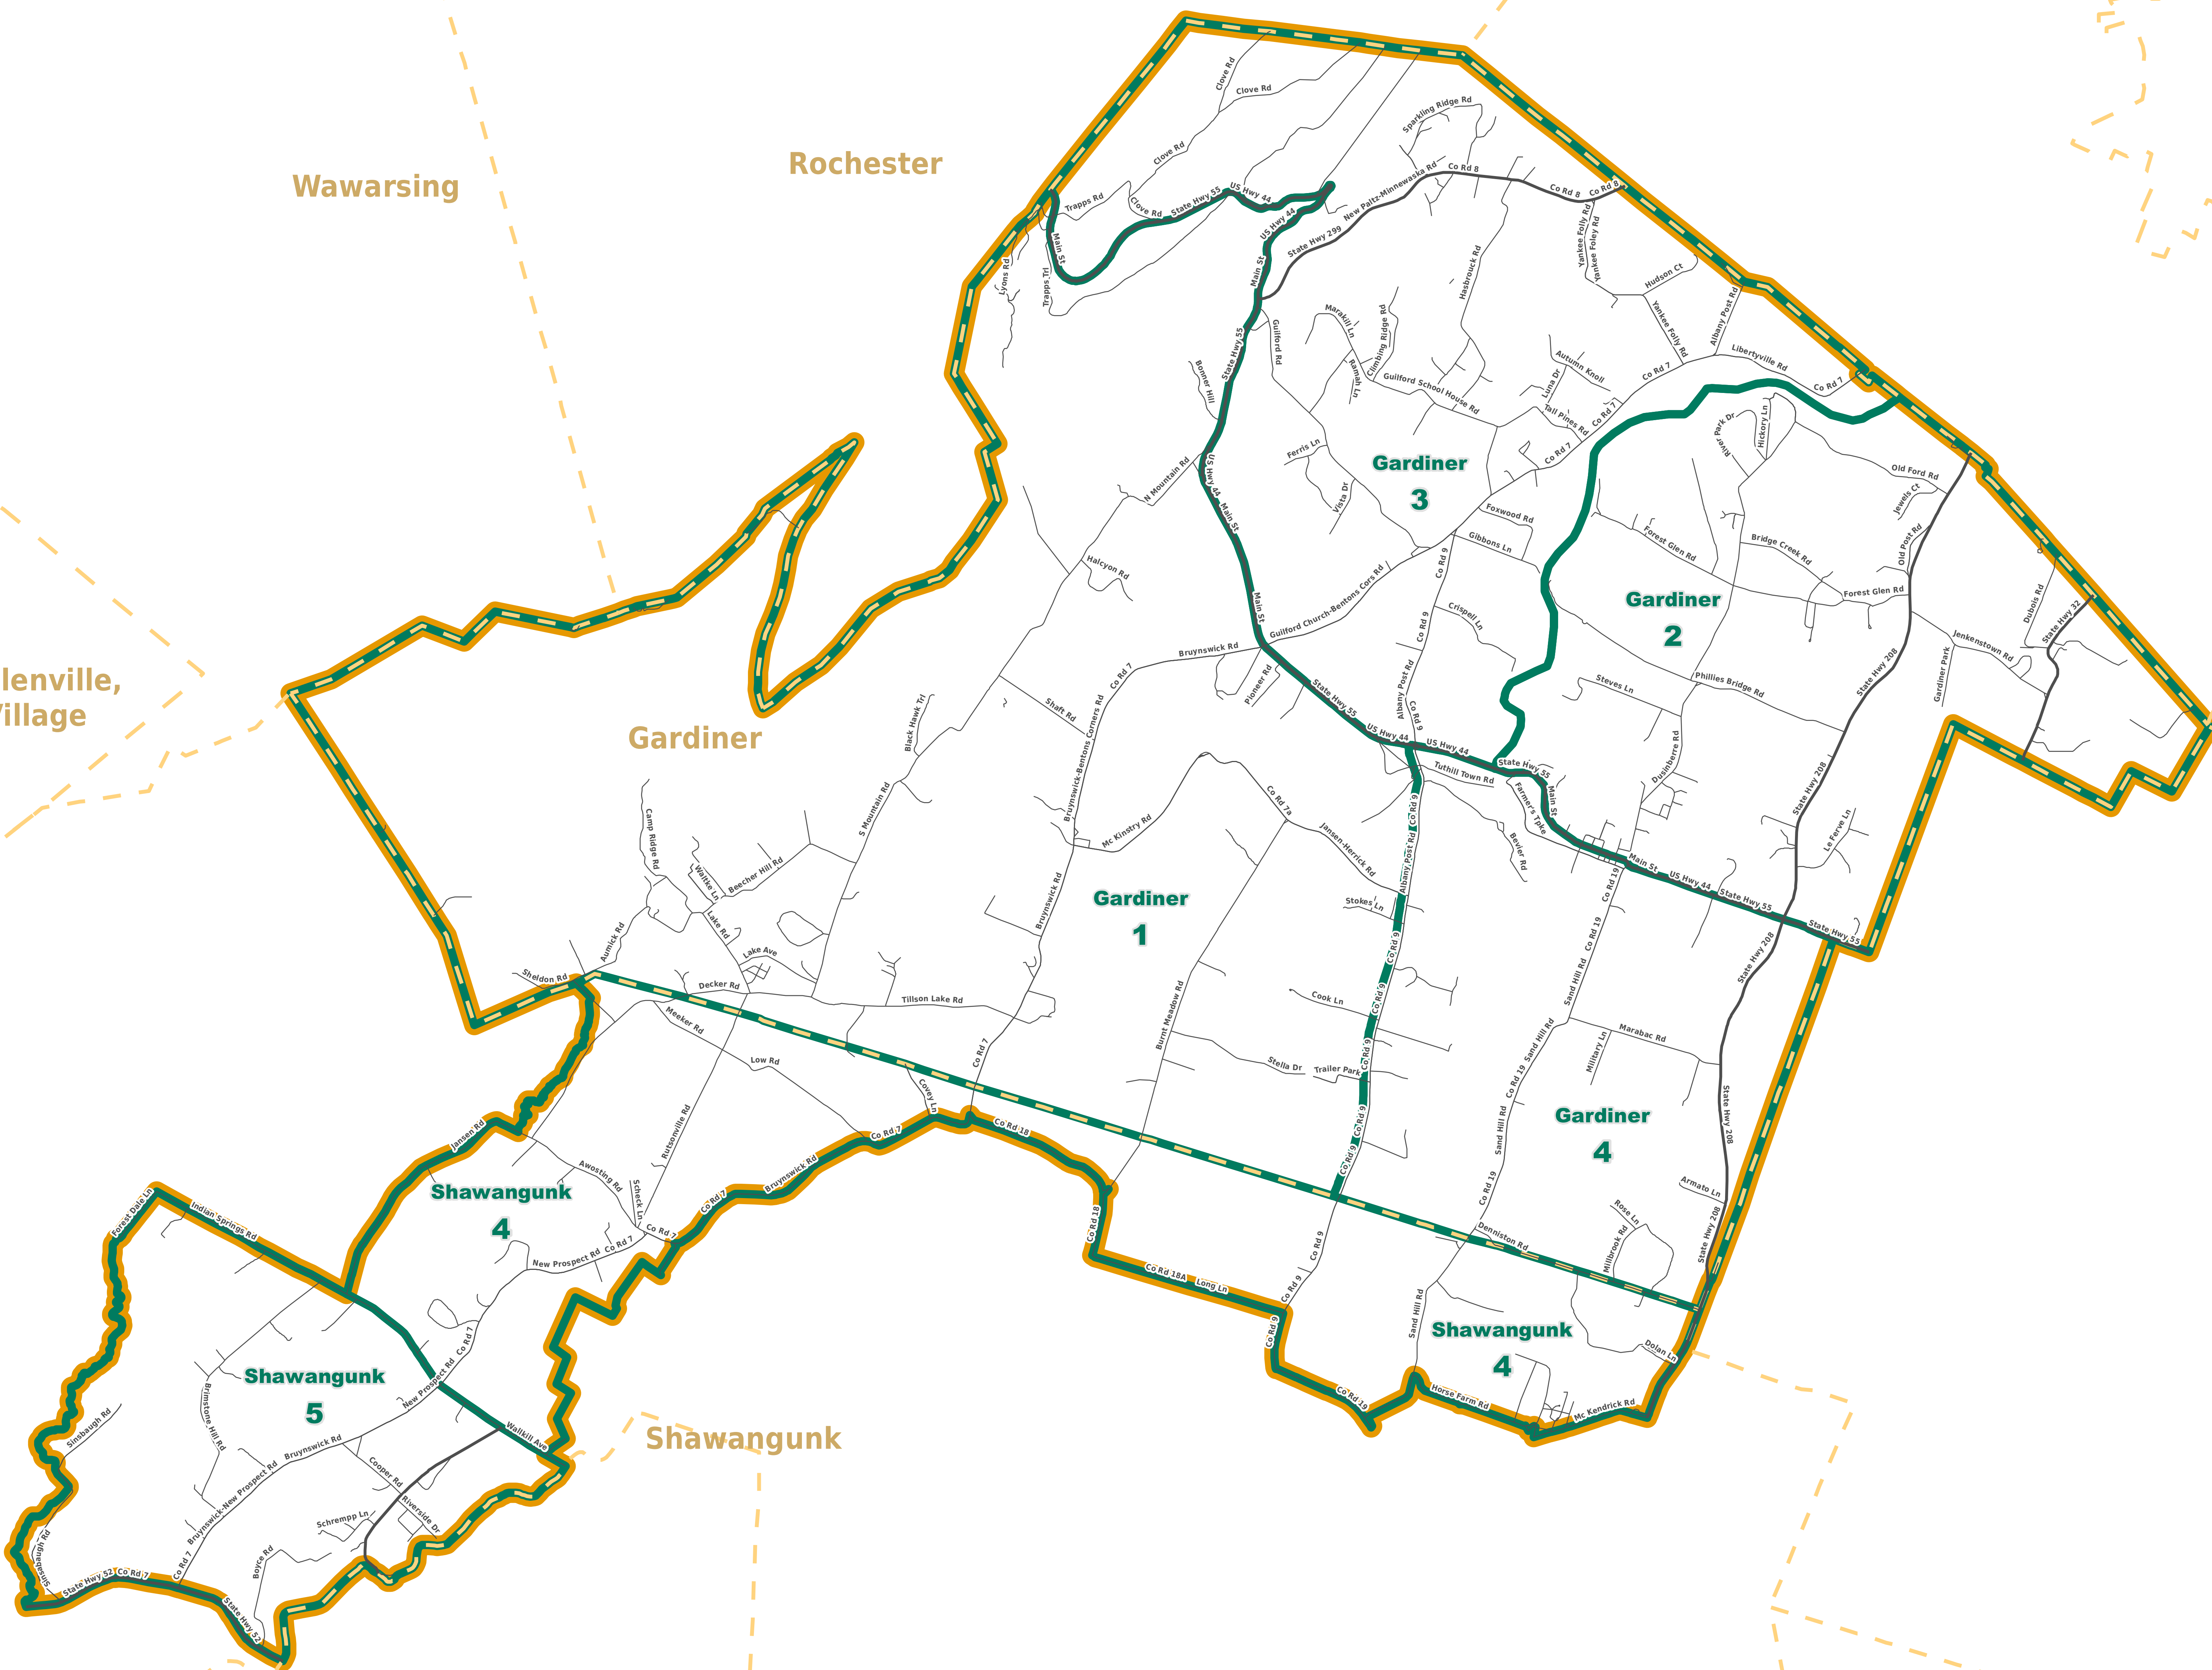 Clove Rd
Clove Rd
Sparkling Ridge Rd
Rochester
Wawarsing
Clove Rd
Co Rd 8
New Paltz-Minnewaska Rd
Co Rd 8
Co Rd 8
State Hwy 55
US Hwy 44
Trapps Rd
Clove Rd
US Hwy 44
State Hwy 299
Yankee Folly Rd
Yankee Foley Rd
Main St
Main St
Lyons Rd
Trapps Trl
Hasbrouck Rd
Hudson Ct
Albany Post Rd
Yankee Folly Rd
Marakill Ln
Guilford Rd
Climbing Ridge Rd
State Hwy 55
Libertyville Rd
Autumn Knoll
Co Rd 7
Co Rd 7
Bonner Hill
Ramah Ln
Luna Dr
Guilford School House Rd
Tall Pines Rd
Co Rd 7
River Park Dr
Hickory Ln
Ferris Ln
Co Rd 7
Gardiner
3
N Mountain Rd
US Hwy 44
Main St
Vista Dr
Old Ford Rd
Jewels Ct
Foxwood Rd
Gibbons Ln
Forest Glen Rd
Bridge Creek Rd
Old Post Rd
Halcyon Rd
Co Rd 9
Guilford Church-Bentons Cors Rd
Main St
Forest Glen Rd
Gardiner
2
Dubois Rd
State Hwy 32
Crispell Ln
Co Rd 9
Jenkenstown Rd
Gardiner Park
Bruynswick Rd
Co Rd 7
Pioneer Rd
State Hwy 208
lenville,
Village
State Hwy 55
Albany Post Rd
Co Rd 9
Steves Ln
Phillies Bridge Rd
Shaft Rd
Black Hawk Trl
Bruynswick-Bentons Corners Rd
Gardiner
US Hwy 44
US Hwy 44
State Hwy 55
Tuthill Town Rd
Dusinberre Rd
State Hwy 208
Farmer's Tpke
Main St
Co Rd 7a
Co Rd 9
Camp Ridge Rd
S Mountain Rd
Mc Kinstry Rd
Jansen-Herrick Rd
Bevier Rd
Le Ferve Ln
Main St
US Hwy 44
State Hwy 55
State Hwy 55
Waitke Ln
Beecher Hill Rd
Albany Post Rd
Co Rd 19
Gardiner
1
Bruynswick Rd
Stokes Ln
Lake Rd
Aumick Rd
Lake Ave
Co Rd 9
Co Rd 19
State Hwy 208
Sheldon Rd
Decker Rd
Tillson Lake Rd
Cook Ln
Co Rd 9
Sand Hill Rd
Meeker Rd
Burnt Meadow Rd
Marabac Rd
Military Ln
Sand Hill Rd
Low Rd
Co Rd 7
Stella Dr
Trailer Park
Co Rd 9
Co Rd 19
Covey Ln
State Hwy 208
Gardiner
4
Jansen Rd
Rutsonville Rd
Co Rd 7
Co Rd 18
Co Rd 9
Sand Hill Rd
Co Rd 9
Bruynswick Rd
Awosting Rd
Scheck Ln
Shawangunk
4
Co Rd 7
Co Rd 19
Armato Ln
Forest Dale Ln
Indian Springs Rd
Co Rd 18
Rose Ln
State Hwy 208
Co Rd 7
Co Rd 7
New Prospect Rd
Denniston Rd
Millbrook Rd
Co Rd 9
Co Rd 18A
Long Ln
Co Rd 9
Sand Hill Rd
Co Rd 9
Shawangunk
4
Co Rd 7
Dolan Ln
New Prospect Rd
Shawangunk
5
Brimstone Hill Rd
Co Rd 19
Horse Farm Rd
Mc Kendrick Rd
Sinsbaugh Rd
Bruynswick Rd
Wallkill Ave
Shawangunk
Cooper Rd
Bruynswick-New Prospect Rd
Riverside Dr
Schrempp Ln
Sinsabaugh Rd
Boyce Rd
Co Rd 7
State Hwy 52
Co Rd 7
State Hwy 52